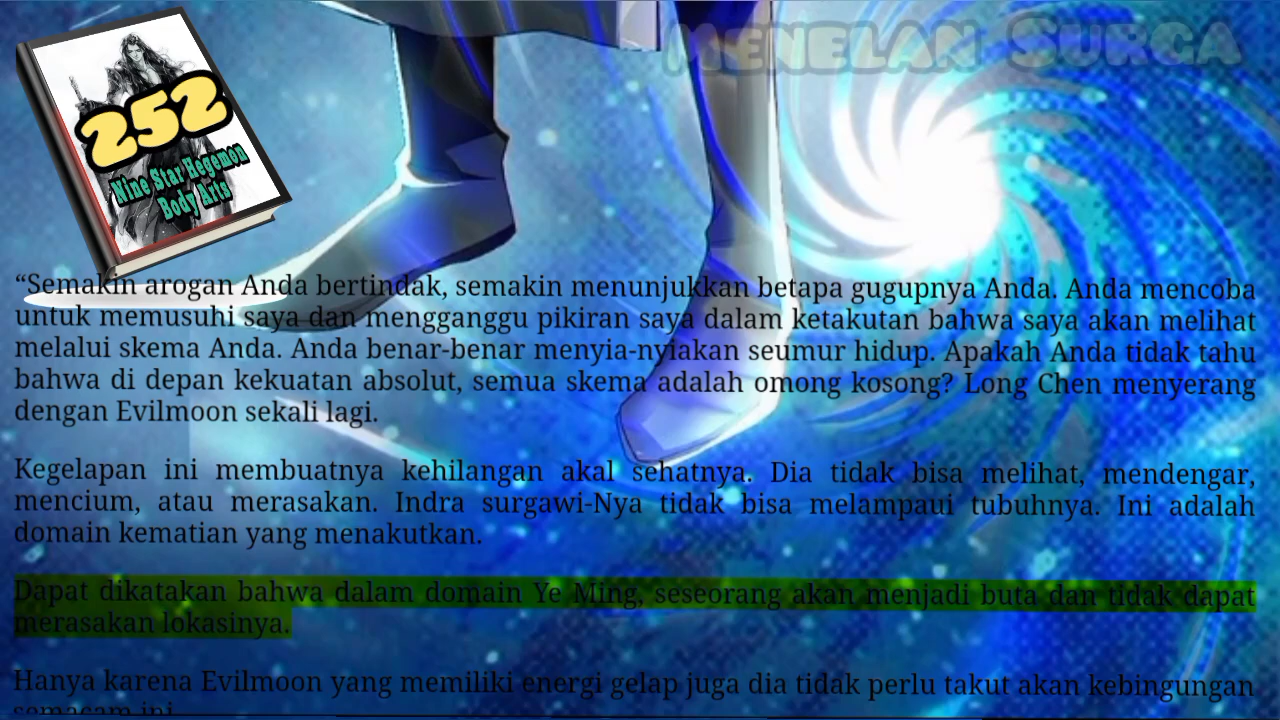 MENELAN SURGA
252
Nine Star Hegemon
Body Arts
“Semakin arogan Anda bertindak, semakin menunjukkan betapa gugupnya Anda. Anda mencoba
untuk memusuhi saya dan mengganggu pikiran saya dalam ketakutan bahwa saya akan melihat
melalui skema Anda. Anda benar-benar menyia-nyiakan seumur hidup. Apakah Anda tidak tahu
bahwa di depan kekuatan absolut, semua skema adalah omong kosong? Long Chen menyerang
dengan Evilmoon sekali lagi.
Kegelapan ini membuatnya kehilangan akal sehatnya. Dia tidak bisa melihat, mendengar,
mencium, atau merasakan. Indra surgawi-Nya tidak bisa melampaui tubuhnya. Ini adalah
domain kematian yang menakutkan.
Dapat dikatakan bahwa dalam domain Ye Ming, seseorang akan menjadi buta dan tidak dapat
merasakan lokasinya.
Hanya karena Evilmoon yang memiliki energi gelap juga dia tidak perlu takut akan kebingungan
semacam ini